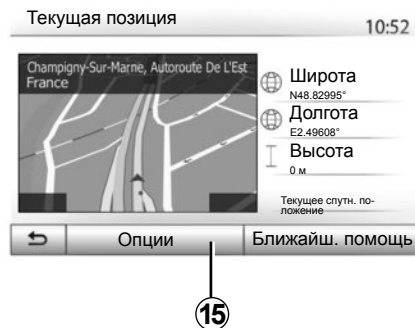 Текущая позиция
10:52
Champigny-Sur-Marne, Autoroute De L'Est
France
Широта
N48.82995°
Долгота
E2.49608°
Высота
0 м
Текущее спутн. по-
ложение
Опции
Ближайш. помощь
15